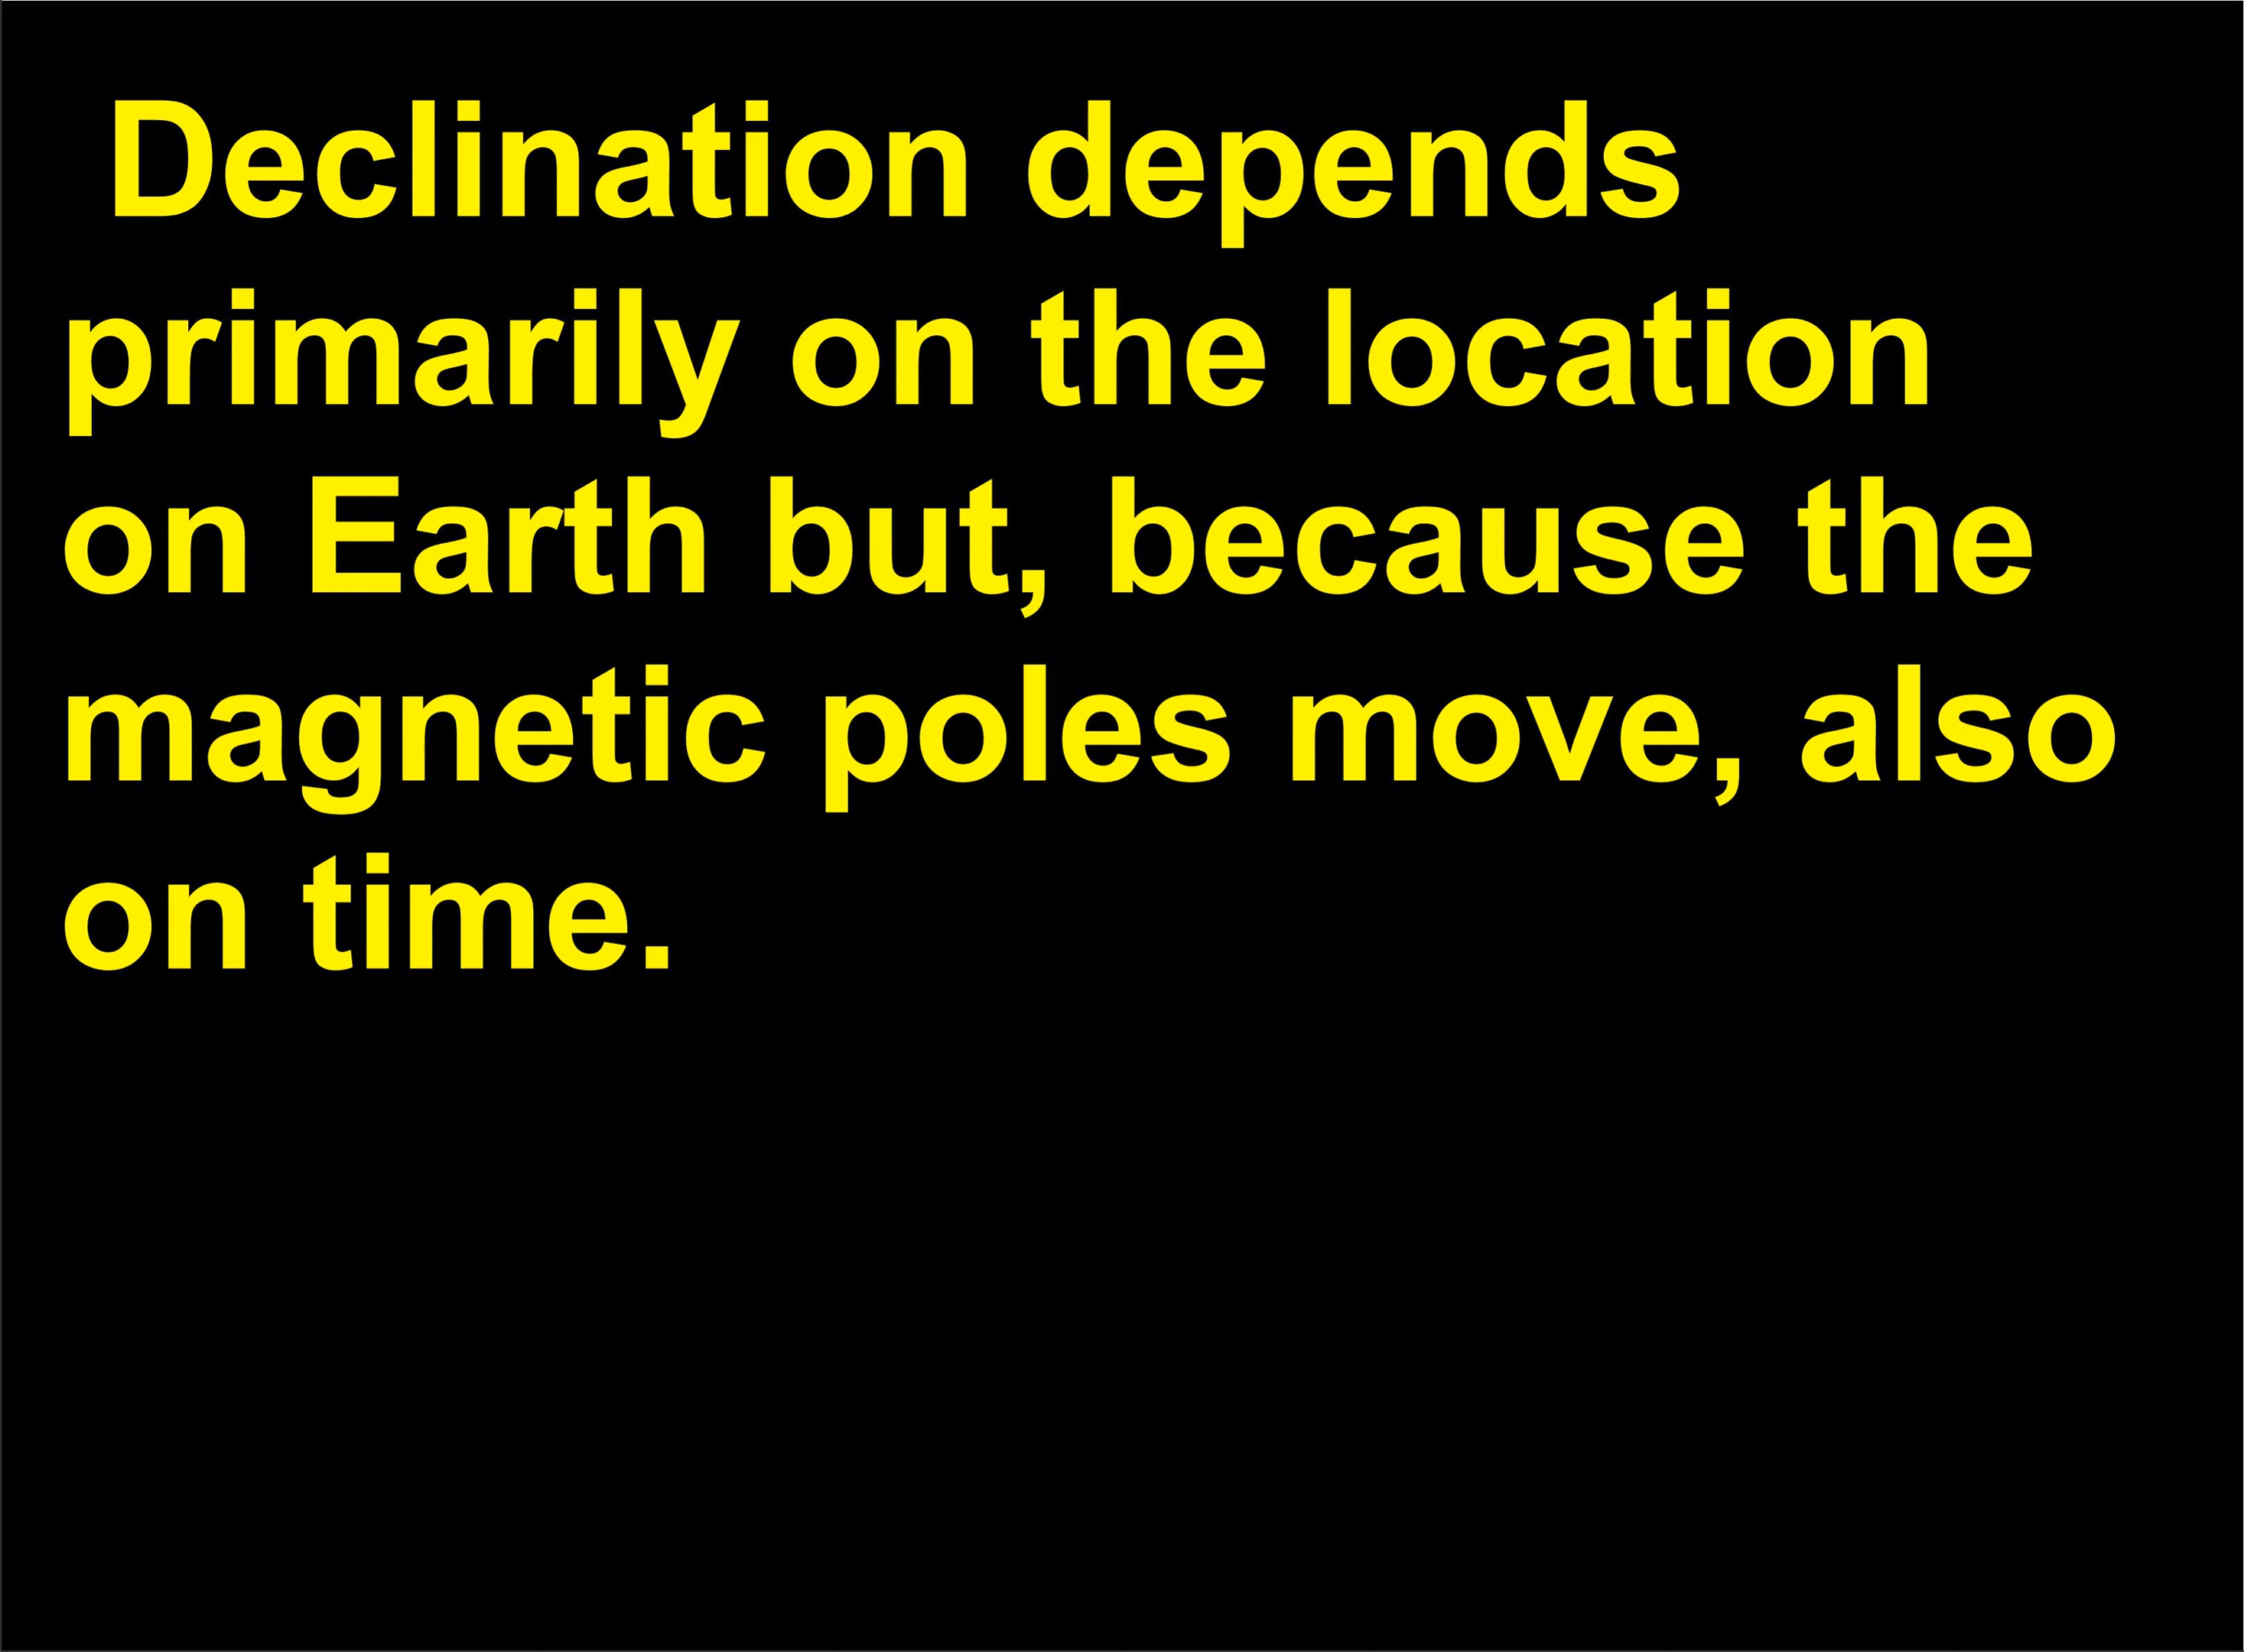 Declination depends
primarily on the location
on Earth but, because the
magnetic poles move, also
on time.